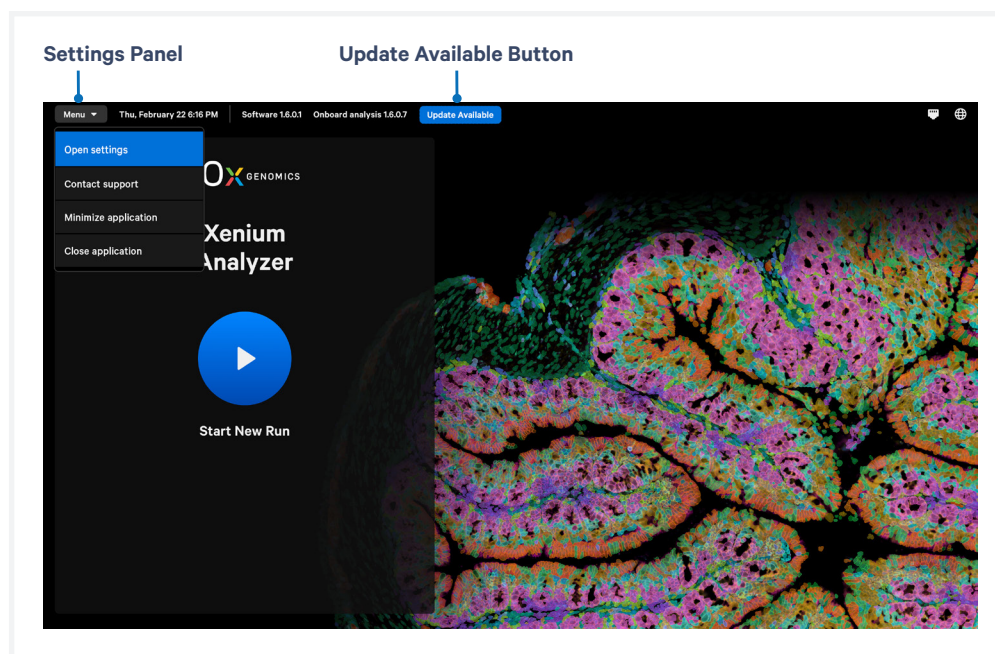 Settings Panel
Update Available Button
Menu
Thu, February 22 6:16 PM
Software 1.6.0.1
Onboard analysis 1.6.0.7
Update Available
Open settings
Contact support
Minimize application
Close application
0X GENOMICS
Xenium
Analyzer
Start New Run